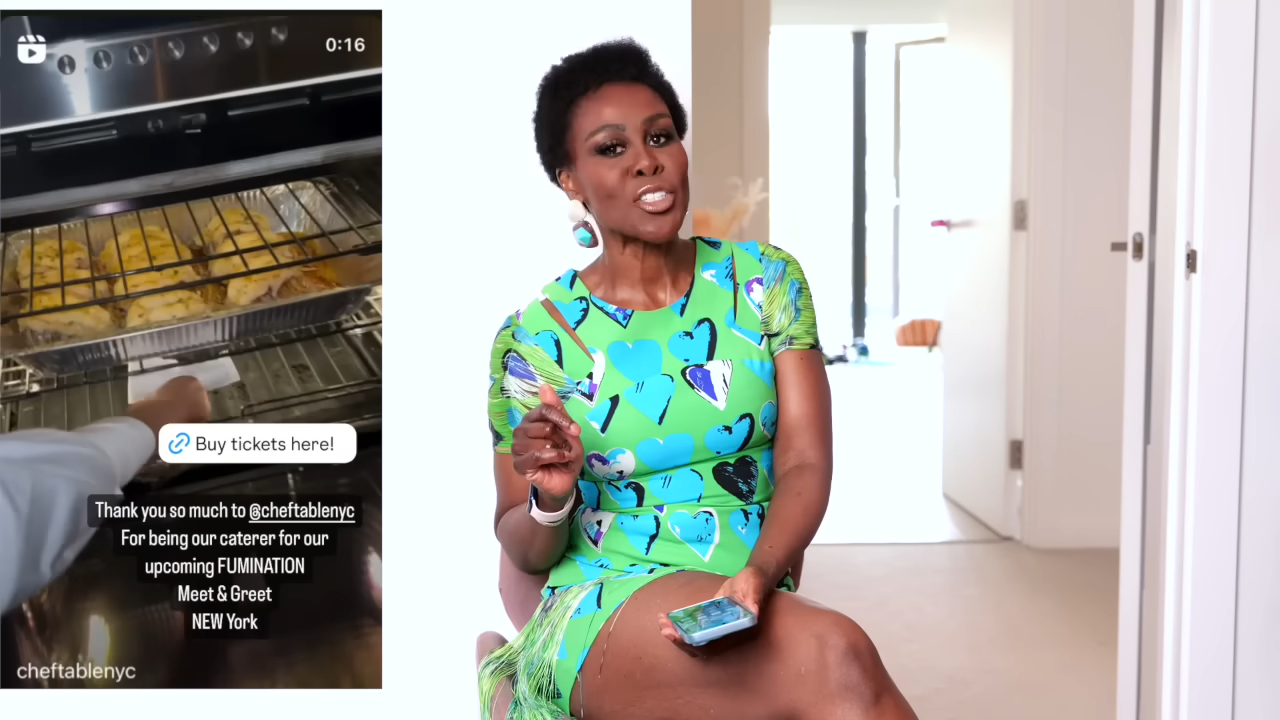 0:16
Buy tickets here!
Thank you so much to @cheftablenyc
For being our caterer for our
upcoming FUMINATION
Meet & Greet
NEW York
cheftablenyc